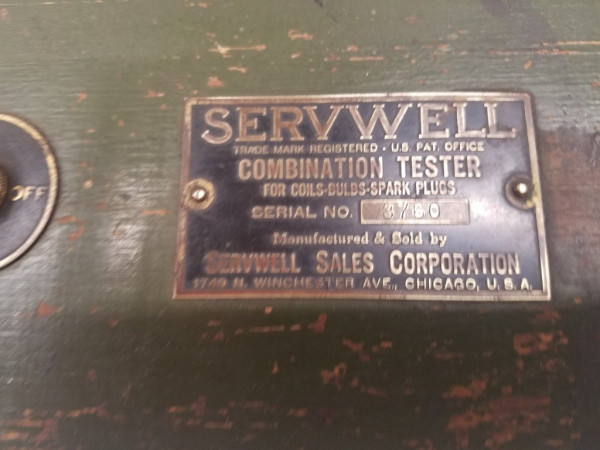 SERVWELL
TRADE MARK REGISTERED - U.S. PAT. OFFICE
COMBINATION TESTER
FOR COILS-BULBS-SPARK PLUGS
SERIAL NO. 3790
Manufactured & Sold by
SERVWELL SALES CORPORATION
1749 N. WINCHESTER AVE., CHICAGO, U.S.A.
OFF